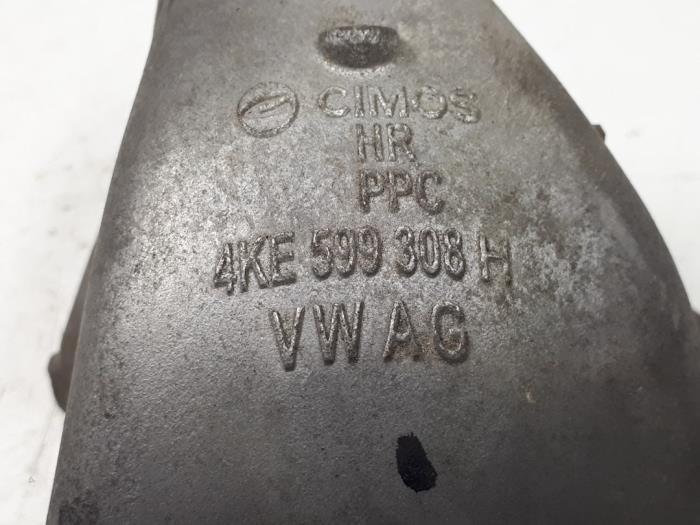 CIMOS
HR
PPC
4KE 599 308 H
VW AG